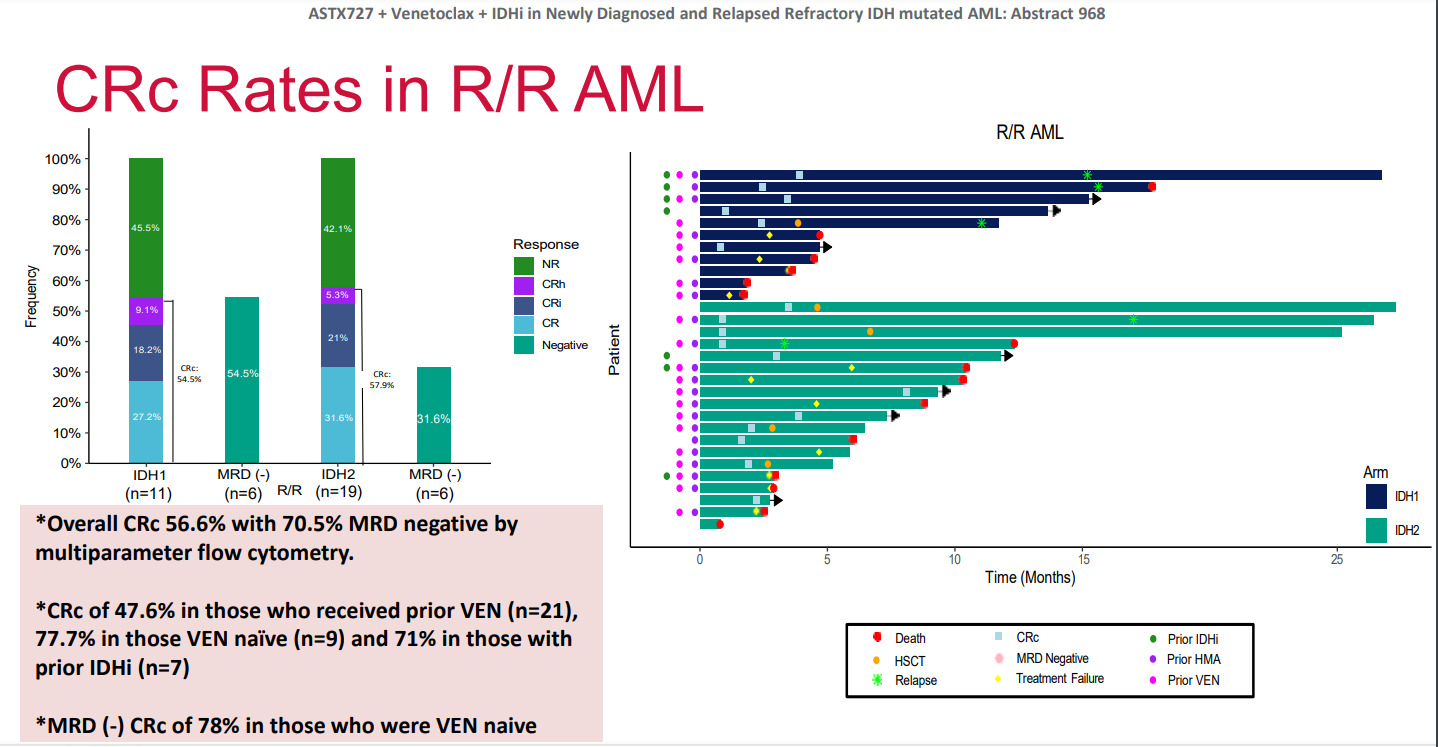 ASTX727 + Venetoclax + IDHi in Newly Diagnosed and Relapsed Refractory IDH mutated AML: Abstract 968
CRc Rates in R/R AML
Frequency
100%
90%
80%
70%
60%
50%
40%
30%
20%
10%
0%
45.5%
9.1%
18.2%
27.2%
CRc:
54.5%
54.5%
42.1%
5.3%
21%
31.6%
CRc:
57.9%
31.6%
IDH1
(n=11)
MRD (-)
(n=6)
R/R
IDH2
(n=19)
MRD (-)
(n=6)
Response
NR
CRh
CRi
CR
Negative
*Overall CRc 56.6% with 70.5% MRD negative by
multiparameter flow cytometry.
*CRc of 47.6% in those who received prior VEN (n=21),
77.7% in those VEN naïve (n=9) and 71% in those with
prior IDHi (n=7)
*MRD (-) CRc of 78% in those who were VEN naive
R/R AML
Patient
Arm
IDH1
IDH2
0 5 10 15 25
Time (Months)
Death
HSCT
Relapse
CRc
MRD Negative
Treatment Failure
Prior IDHi
Prior HMA
Prior VEN